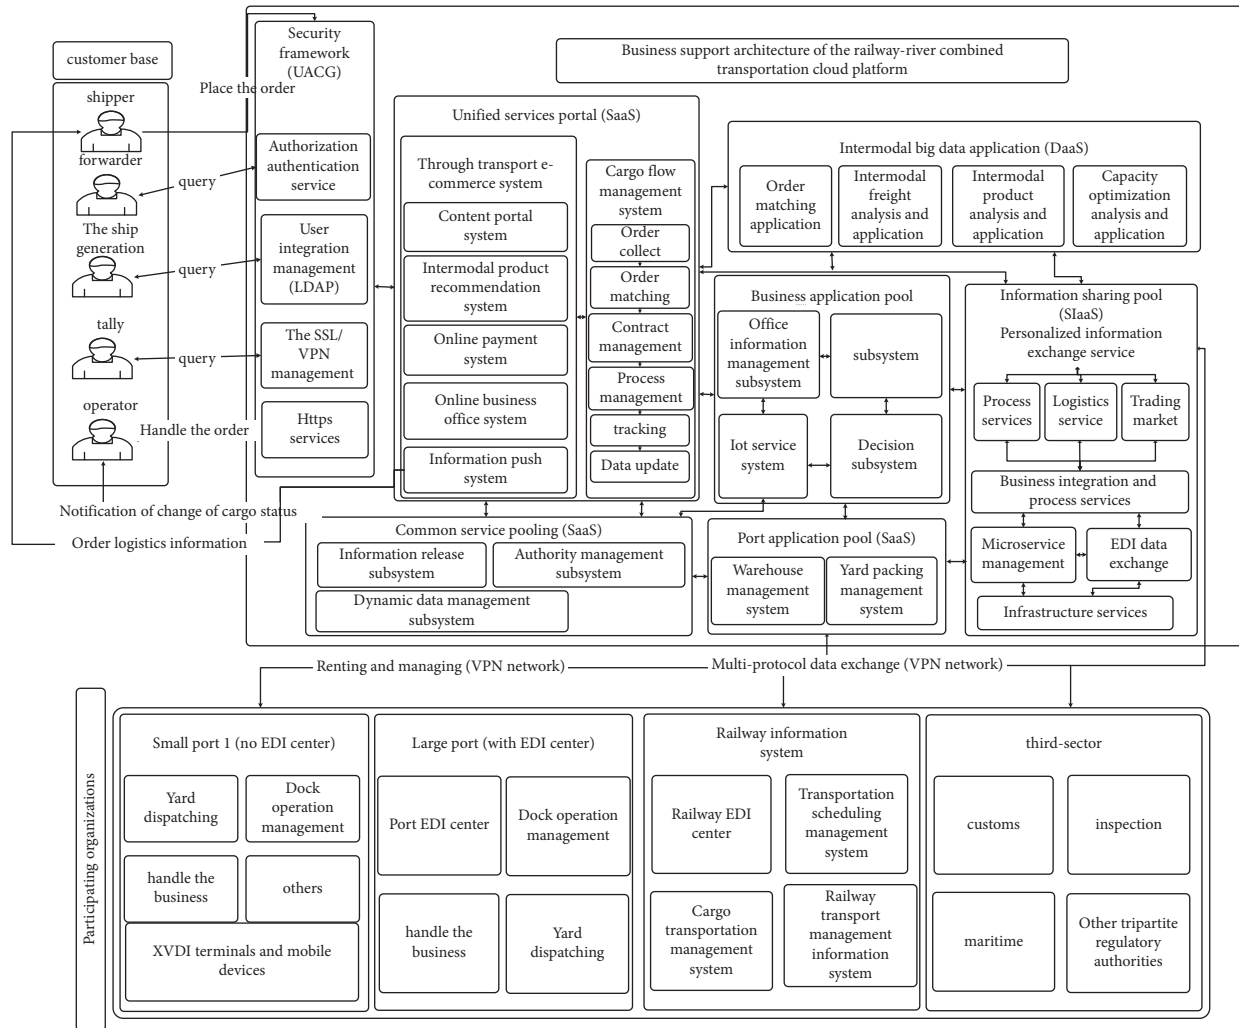 Business support architecture of the railway-river combined
transportation cloud platform
customer base
shipper
forwarder
The ship
generation
tally
operator
Place the order
query
query
query
Handle the order
Notification of change of cargo status
Order logistics information
Security
framework
(UACG)
Authorization
authentication
service
User
integration
management
(LDAP)
The SSL/
VPN
management
Https
services
Unified services portal (SaaS)
Through transport e-
commerce system
Content portal
system
Intermodal product
recommendation
system
Online payment
system
Online business
office system
Information push
system
Cargo flow
management
system
Order
collect
Order
matching
Contract
management
Process
management
tracking
Data update
Intermodal big data application (DaaS)
Order
matching
application
Intermodal
freight
analysis and
application
Intermodal
product
analysis and
application
Capacity
optimization
analysis and
application
Business application pool
Office
information
management
subsystem
subsystem
Iot service
system
Decision
subsystem
Information sharing pool
(SIaaS)
Personalized information
exchange service
Process
services
Logistics
service
Trading
market
Business integration and
process services
Microservice
management
EDI data
exchange
Infrastructure services
Common service pooling (SaaS)
Information release
subsystem
Authority management
subsystem
Dynamic data management
subsystem
Port application pool (SaaS)
Warehouse
management
system
Yard packing
management
system
Renting and managing (VPN network)
Multi-protocol data exchange (VPN network)
Participating organizations
Small port 1 (no EDI center)
Yard
dispatching
Dock
operation
management
handle the
business
others
XVDI terminals and mobile
devices
Large port (with EDI center)
Port EDI center
Dock operation
management
handle the
business
Yard
dispatching
Railway information
system
Railway EDI
center
Transportation
scheduling
management
system
Cargo
transportation
management
system
Railway
transport
management
information
system
third-sector
customs
inspection
maritime
Other tripartite
regulatory
authorities